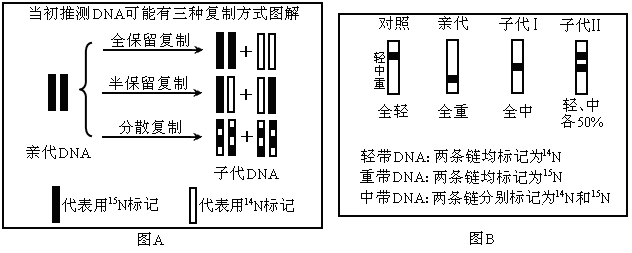 当初推测DNA可能有三种复制方式图解
全保留复制
半保留复制
分散复制
亲代DNA
子代DNA
代表用¹⁵N标记
代表用¹⁴N标记
图A
对照 亲代 子代I 子代II
轻
中
重
全轻 全重 全中 轻、中
各50%
轻带DNA: 两条链均标记为¹⁴N
重带DNA: 两条链均标记为¹⁵N
中带DNA: 两条链分别标记为¹⁴N和¹⁵N
图B